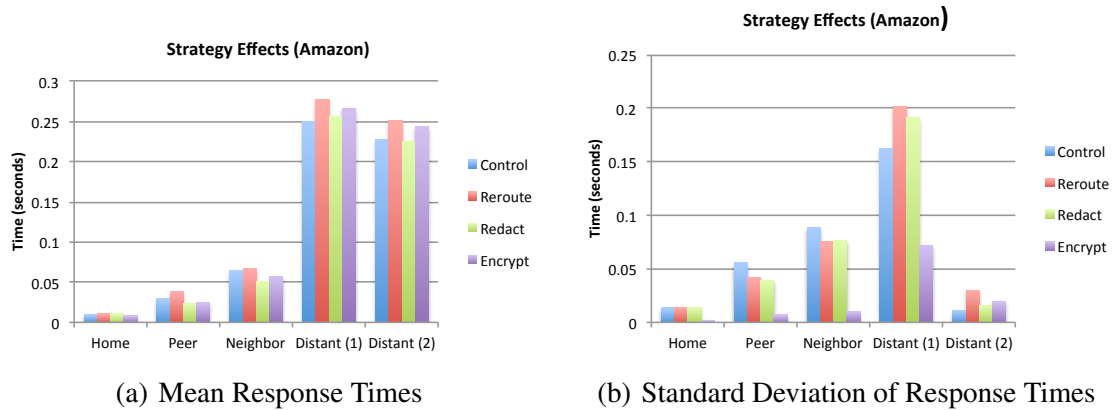 Strategy Effects (Amazon)
0.3
0.25
0.2
0.15
0.1
0.05
0
Time (seconds)
Home Peer Neighbor Distant (1) Distant (2)
Control
Reroute
Redact
Encrypt
(a) Mean Response Times
Strategy Effects (Amazon)
0.25
0.2
0.15
0.1
0.05
0
Time (seconds)
Home Peer Neighbor Distant (1) Distant (2)
Control
Reroute
Redact
Encrypt
(b) Standard Deviation of Response Times